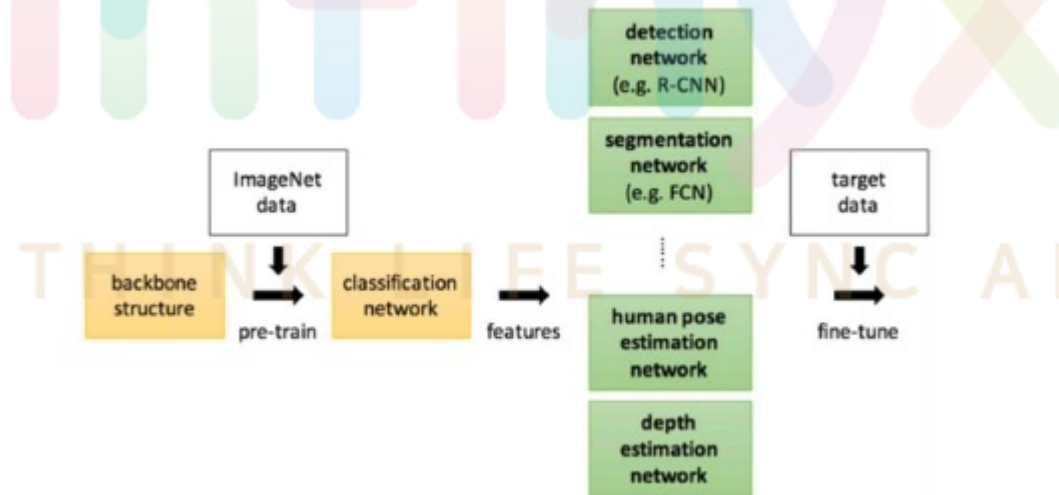 detection
network
(e.g. R-CNN)
segmentation
network
(e.g. FCN)
ImageNet
data
target
data
THINK LIFE SYNC
backbone
structure
pre-train
classification
network
features
human pose
estimation
network
fine-tune
depth
estimation
network